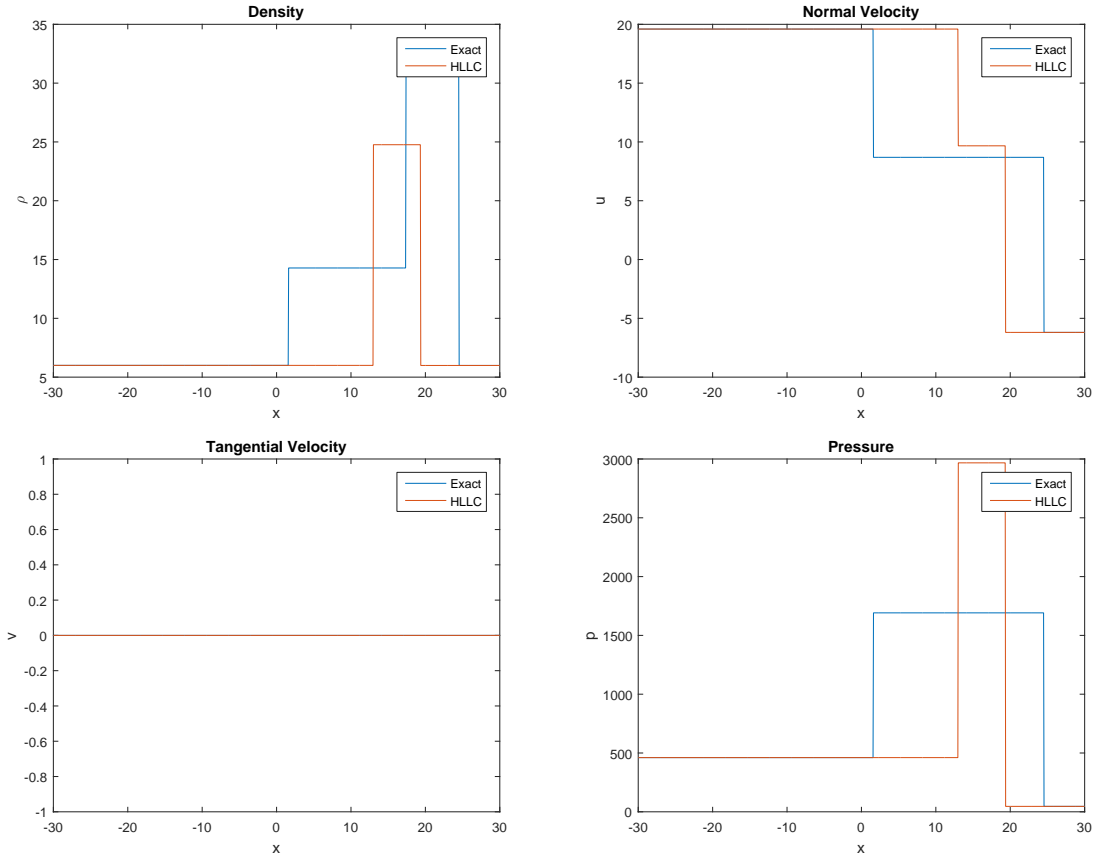 Density
35
30
25
20
15
10
5
ρ
-30 -20 -10 0 10 20 30
x
Exact
HLLC
Normal Velocity
20
15
10
5
0
-5
-10
u
-30 -20 -10 0 10 20 30
x
Exact
HLLC
Tangential Velocity
1
0.8
0.6
0.4
0.2
0
-0.2
-0.4
-0.6
-0.8
-1
v
-30 -20 -10 0 10 20 30
x
Exact
HLLC
Pressure
3000
2500
2000
1500
1000
500
0
p
-30 -20 -10 0 10 20 30
x
Exact
HLLC